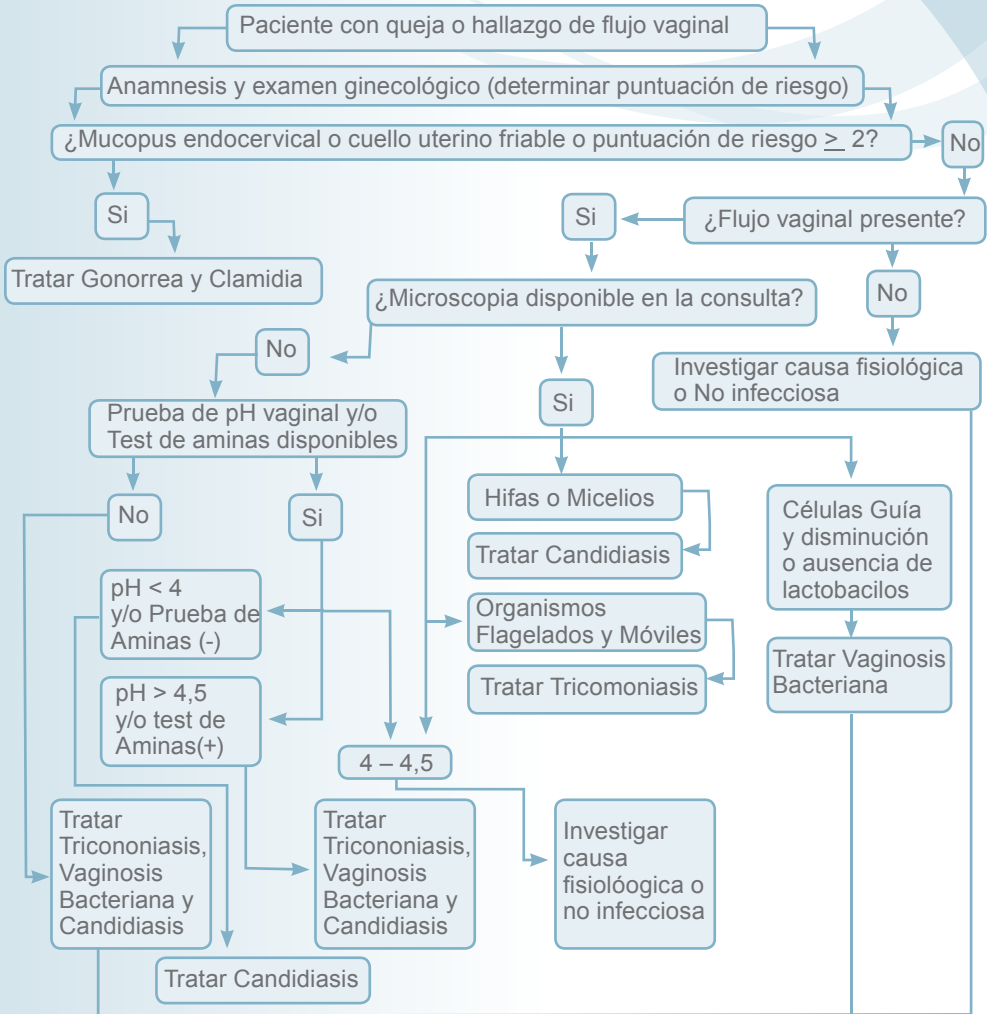 Paciente con queja o hallazgo de flujo vaginal
Anamnesis y examen ginecológico (determinar puntuación de riesgo)
¿Mucopus endocervical o cuello uterino friable o puntuación de riesgo > 2?
No
Si
Si
¿Flujo vaginal presente?
Tratar Gonorrea y Clamidia
¿Microscopia disponible en la consulta?
No
No
Investigar causa fisiológica
o No infecciosa
Si
Prueba de pH vaginal y/o
Test de aminas disponibles
No
Si
Hifas o Micelios
Tratar Candidiasis
Células Guía
y disminución
o ausencia de
lactobacilos
pH < 4
y/o Prueba de
Aminas (-)
Organismos
Flagelados y Móviles
Tratar Tricomoniasis
Tratar Vaginosis
Bacteriana
pH > 4,5
y/o test de
Aminas(+)
4 – 4,5
Tratar
Tricononiasis,
Vaginosis
Bacteriana y
Candidiasis
Tratar
Tricononiasis,
Vaginosis
Bacteriana y
Candidiasis
Investigar
causa
fisiolóogica o
no infecciosa
Tratar Candidiasis